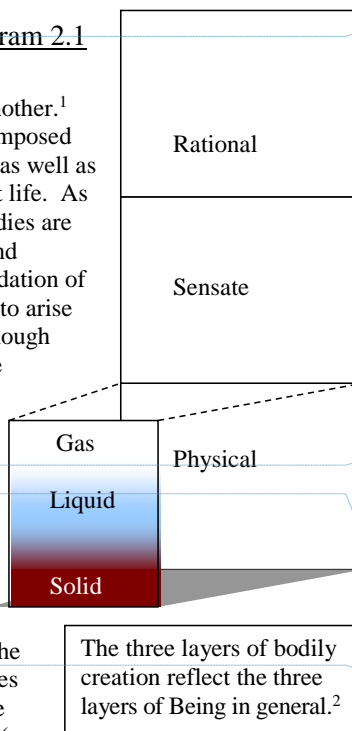 ram 2.1
nother.¹
mposed
as well as
t life.  As
dies are
nd
dation of
to arise
ough
e
Rational
Sensate
Physical
Gas
Liquid
Solid
he
es
e
The three layers of bodily
creation reflect the three
layers of Being in general.²